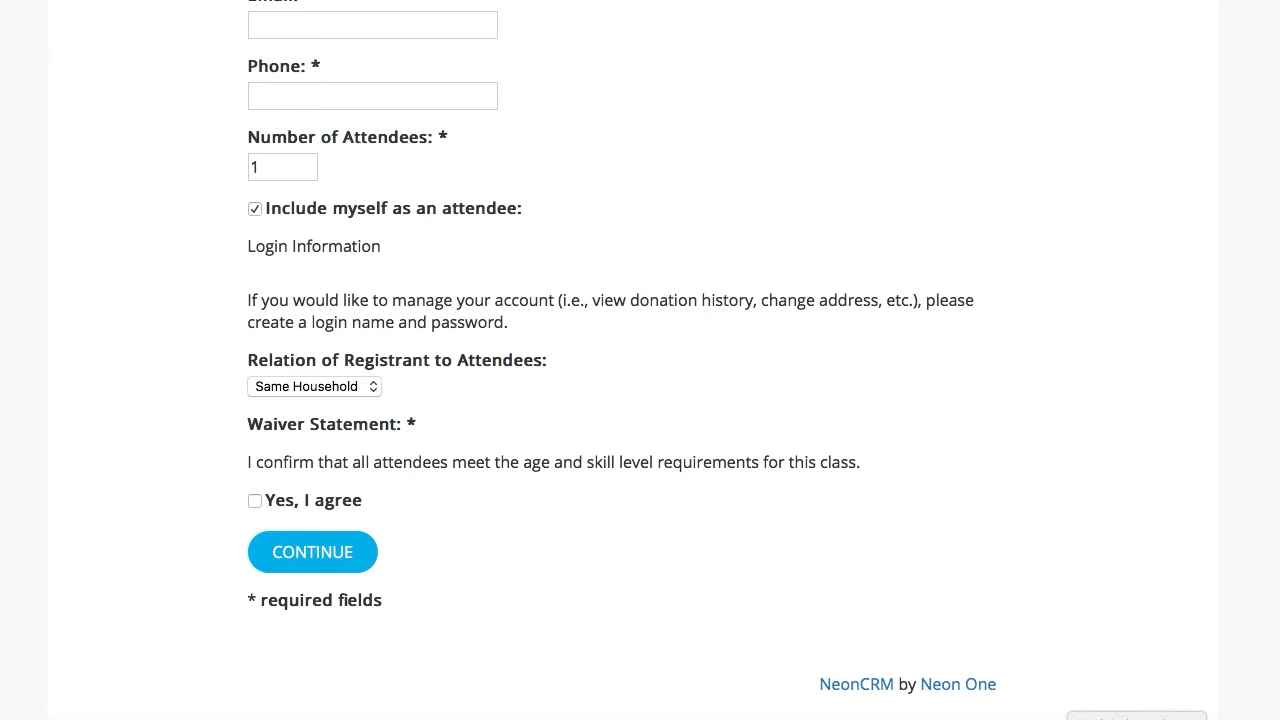 Phone: *
Number of Attendees: *
1
Include myself as an attendee:
Login Information
If you would like to manage your account (i.e., view donation history, change address, etc.), please
create a login name and password.
Relation of Registrant to Attendees:
Same Household
Waiver Statement: *
I confirm that all attendees meet the age and skill level requirements for this class.
Yes, I agree
CONTINUE
* required fields
NeonCRM by Neon One